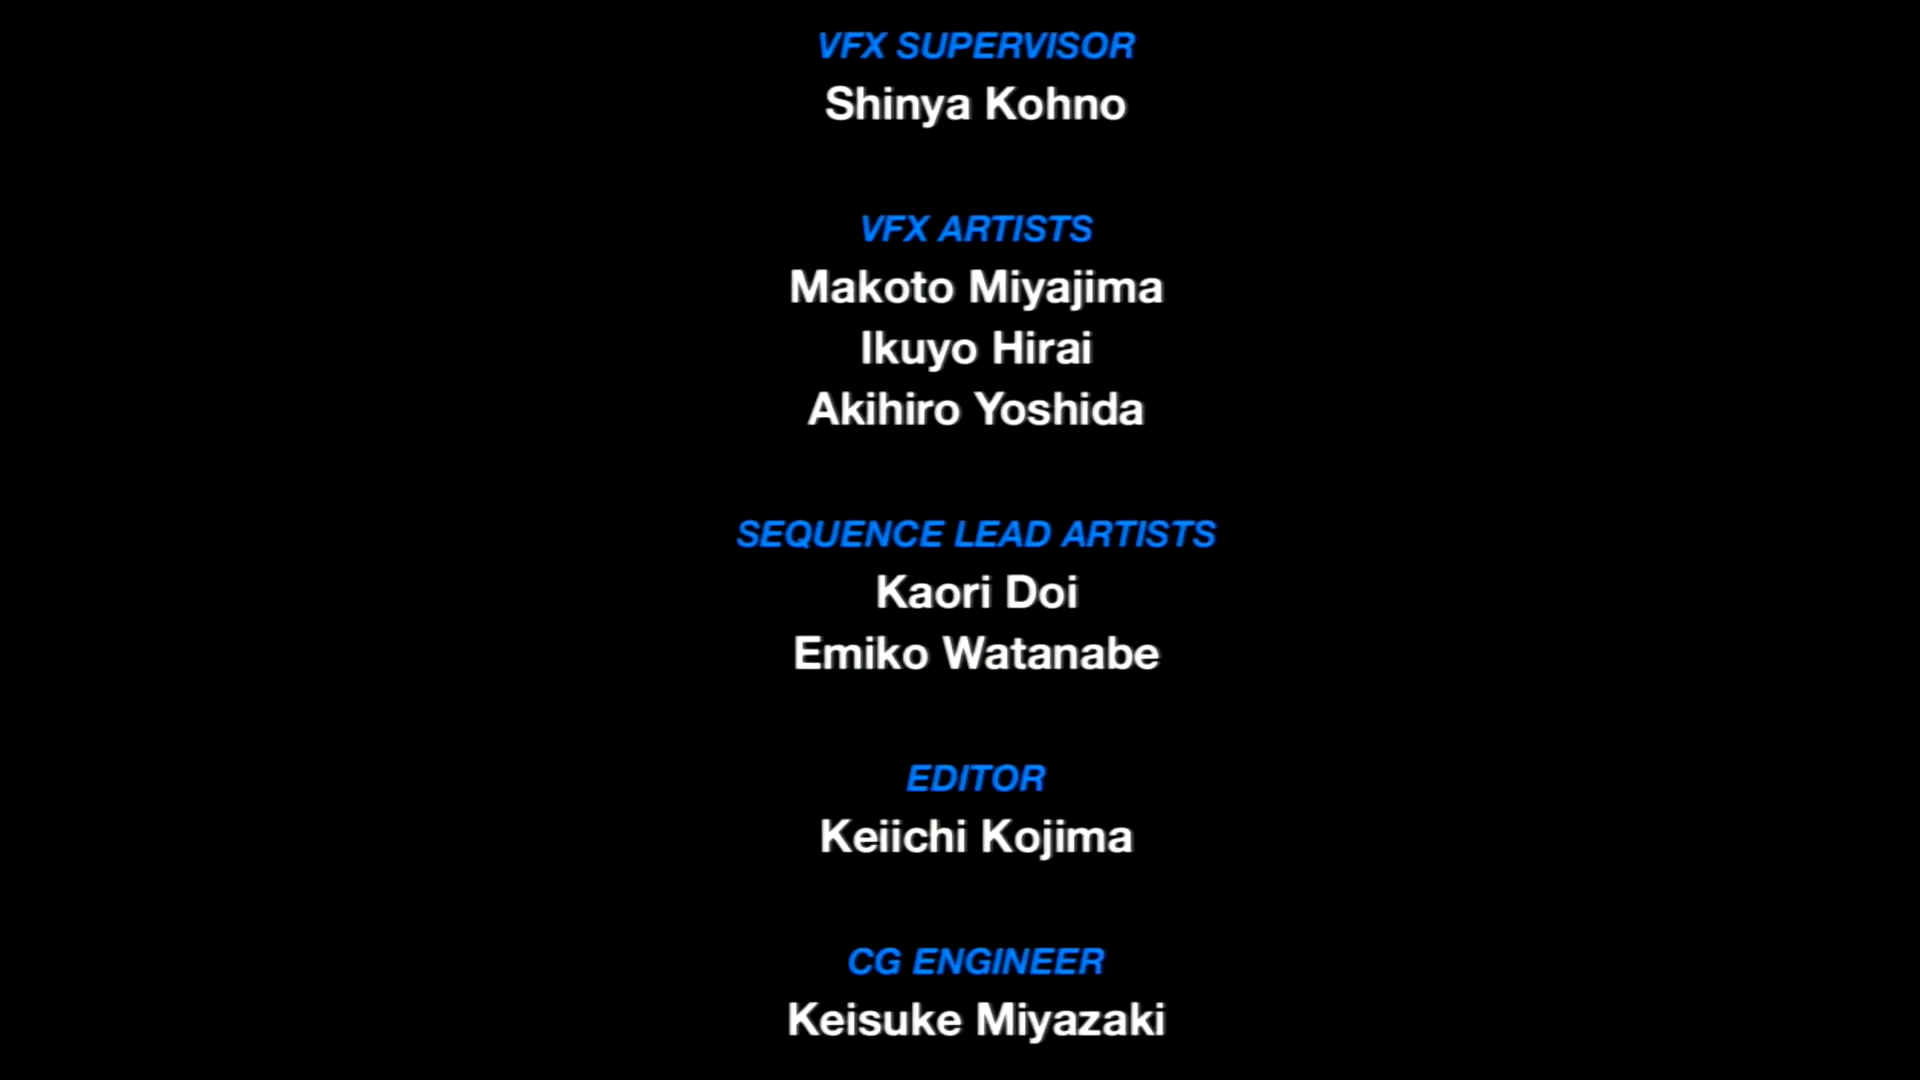 VFX SUPERVISOR
Shinya Kohno
VFX ARTISTS
Makoto Miyajima
Ikuyo Hirai
Akihiro Yoshida
SEQUENCE LEAD ARTISTS
Kaori Doi
Emiko Watanabe
EDITOR
Keiichi Kojima
CG ENGINEER
Keisuke Miyazaki